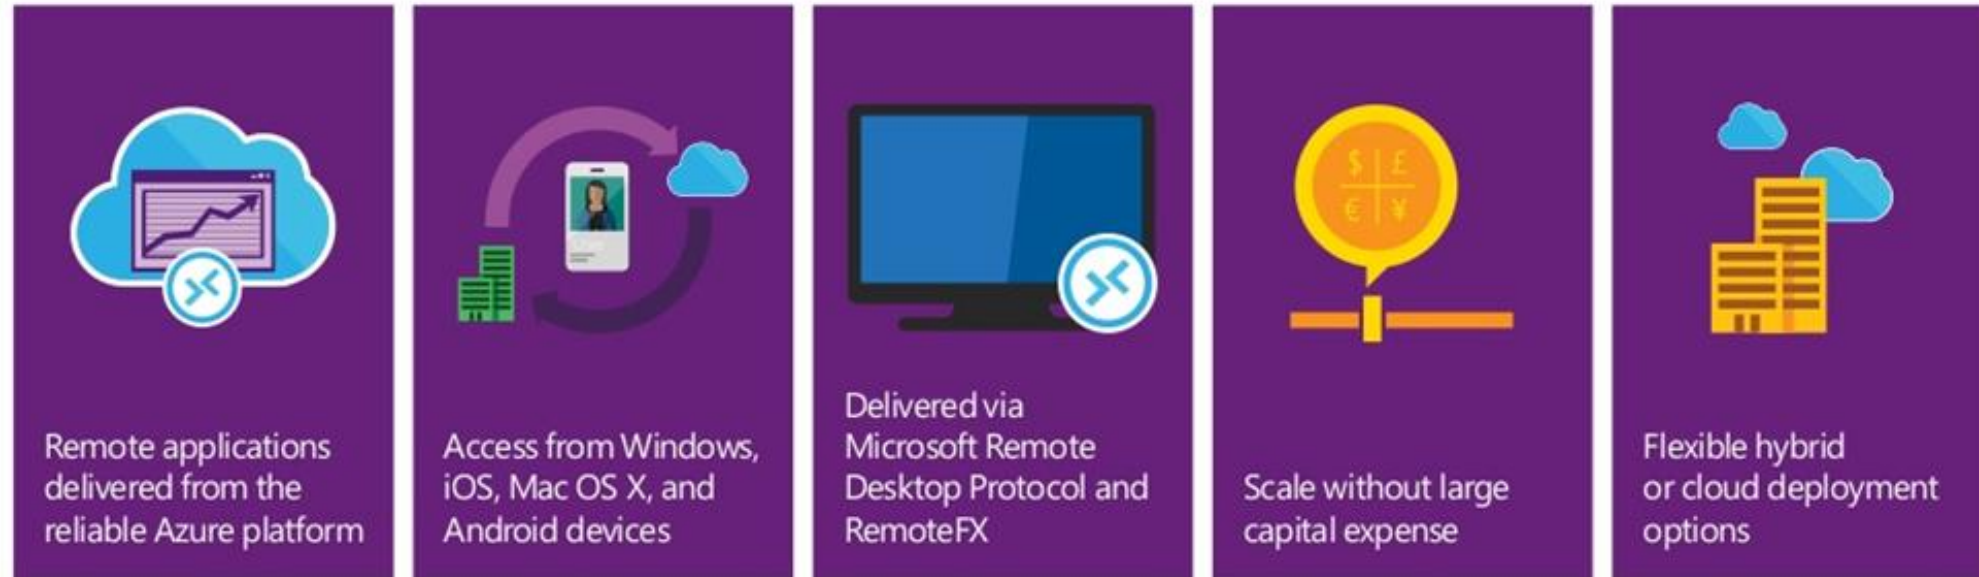 Remote applications
delivered from the
reliable Azure platform
Access from Windows,
iOS, Mac OS X, and
Android devices
Delivered via
Microsoft Remote
Desktop Protocol and
RemoteFX
$ £
€ ¥
Scale without large
capital expense
Flexible hybrid
or cloud deployment
options